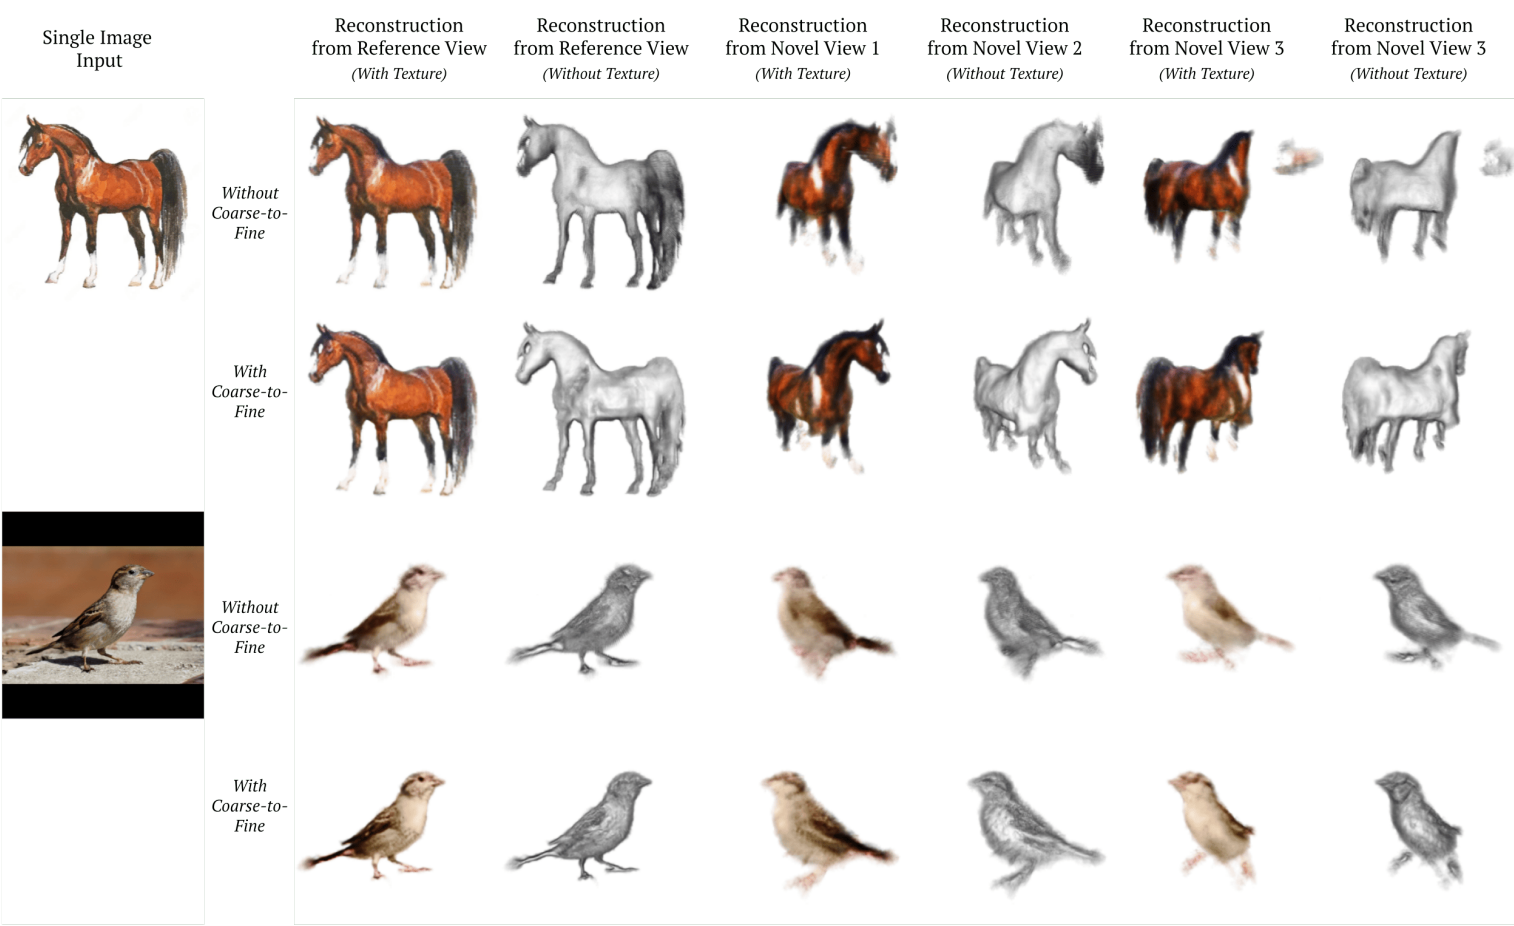 Single Image
Input
Reconstruction
from Reference View
(With Texture)
Reconstruction
from Reference View
(Without Texture)
Reconstruction
from Novel View 1
(With Texture)
Reconstruction
from Novel View 2
(Without Texture)
Reconstruction
from Novel View 3
(With Texture)
Reconstruction
from Novel View 3
(Without Texture)
Without
Coarse-to-
Fine
With
Coarse-to-
Fine
Without
Coarse-to-
Fine
With
Coarse-to-
Fine